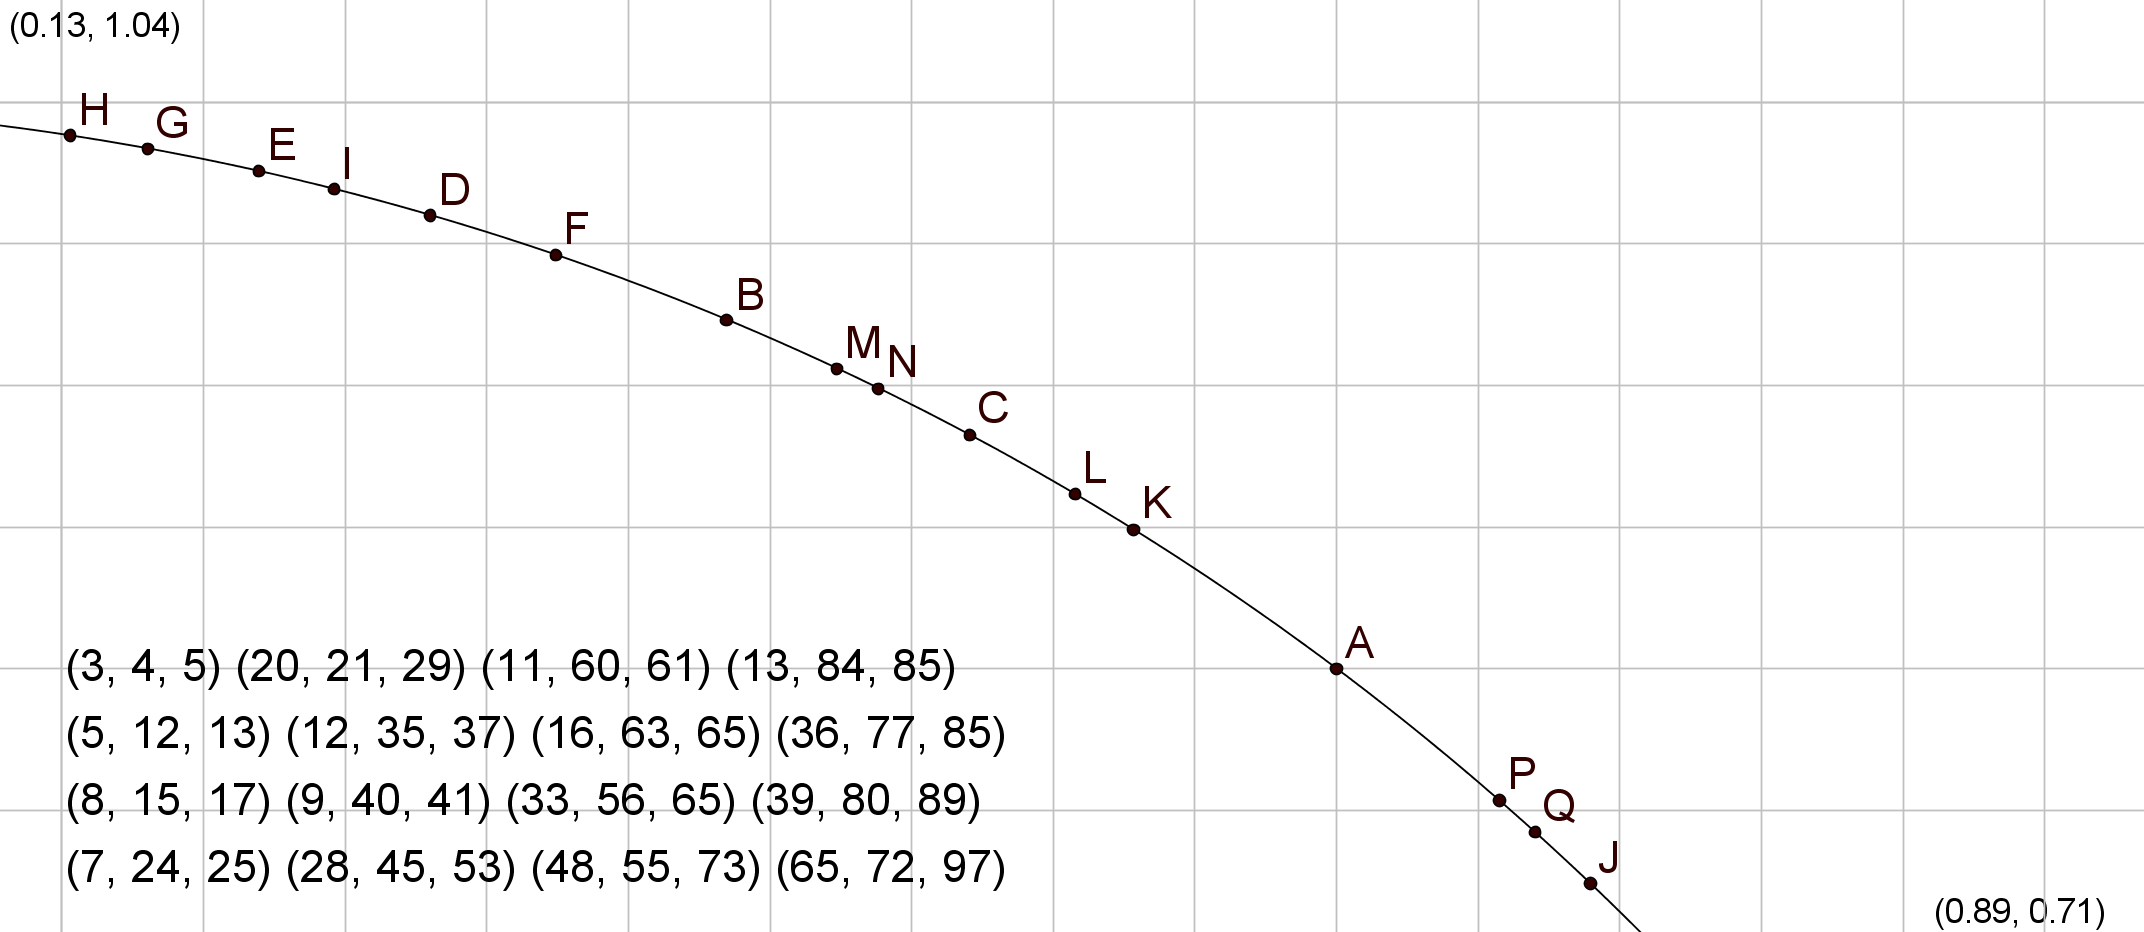 (0.13, 1.04)
H
G
E
I
D
F
B
M
N
C
L
K
A
P
Q
J
(3, 4, 5) (20, 21, 29) (11, 60, 61) (13, 84, 85)
(5, 12, 13) (12, 35, 37) (16, 63, 65) (36, 77, 85)
(8, 15, 17) (9, 40, 41) (33, 56, 65) (39, 80, 89)
(7, 24, 25) (28, 45, 53) (48, 55, 73) (65, 72, 97)
(0.89, 0.71)